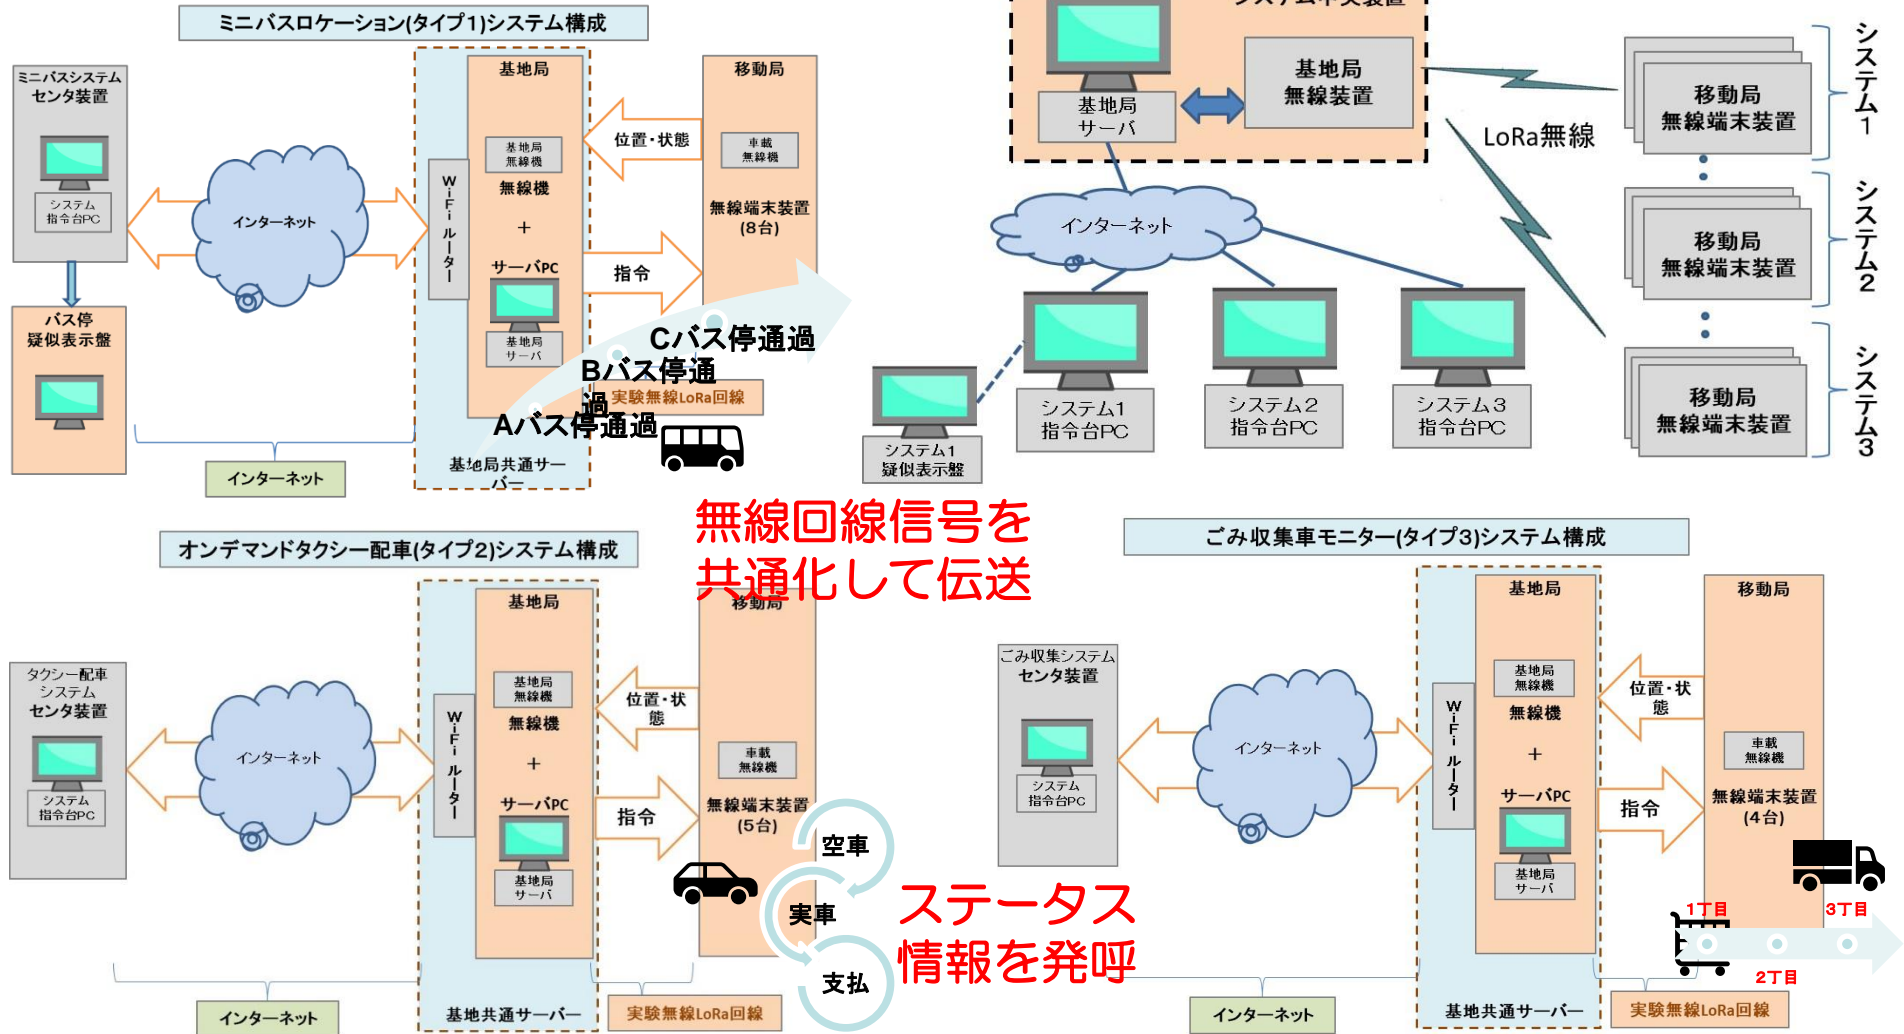 ミニバスロケーション(タイプ1)システム構成
ミニバスシステム
センタ装置
システム
指令台PC
バス停
疑似表示盤
インターネット
インターネット
WiFiルーター
基地局
基地局
無線機
無線機
+
サーバPC
基地局
サーバ
基地局共通サー
バー
位置・状態
指令
移動局
車載
無線機
無線端末装置
(8台)
実験無線LoRa回線
Aバス停通過
Bバス停通
過
Cバス停通過
基地局
サーバ
基地局
無線装置
LoRa無線
移動局
無線端末装置
システム1
移動局
無線端末装置
システム2
移動局
無線端末装置
システム3
インターネット
システム1
疑似表示盤
システム1
指令台PC
システム2
指令台PC
システム3
指令台PC
無線回線信号を
共通化して伝送
オンデマンドタクシー配車(タイプ2)システム構成
タクシー配車
システム
センタ装置
システム
指令台PC
インターネット
インターネット
WiFiルーター
基地局
基地局
無線機
無線機
+
サーバPC
基地局
サーバ
基地共通サーバー
位置・状
態
指令
移動局
車載
無線機
無線端末装置
(5台)
実験無線LoRa回線
空車
実車
支払
ステータス
情報を発呼
ごみ収集車モニター(タイプ3)システム構成
ごみ収集システム
センタ装置
システム
指令台PC
インターネット
インターネット
WiFiルーター
基地局
基地局
無線機
無線機
+
サーバPC
基地局
サーバ
基地共通サーバー
位置・状
態
指令
移動局
車載
無線機
無線端末装置
(4台)
実験無線LoRa回線
1丁目
2丁目
3丁目